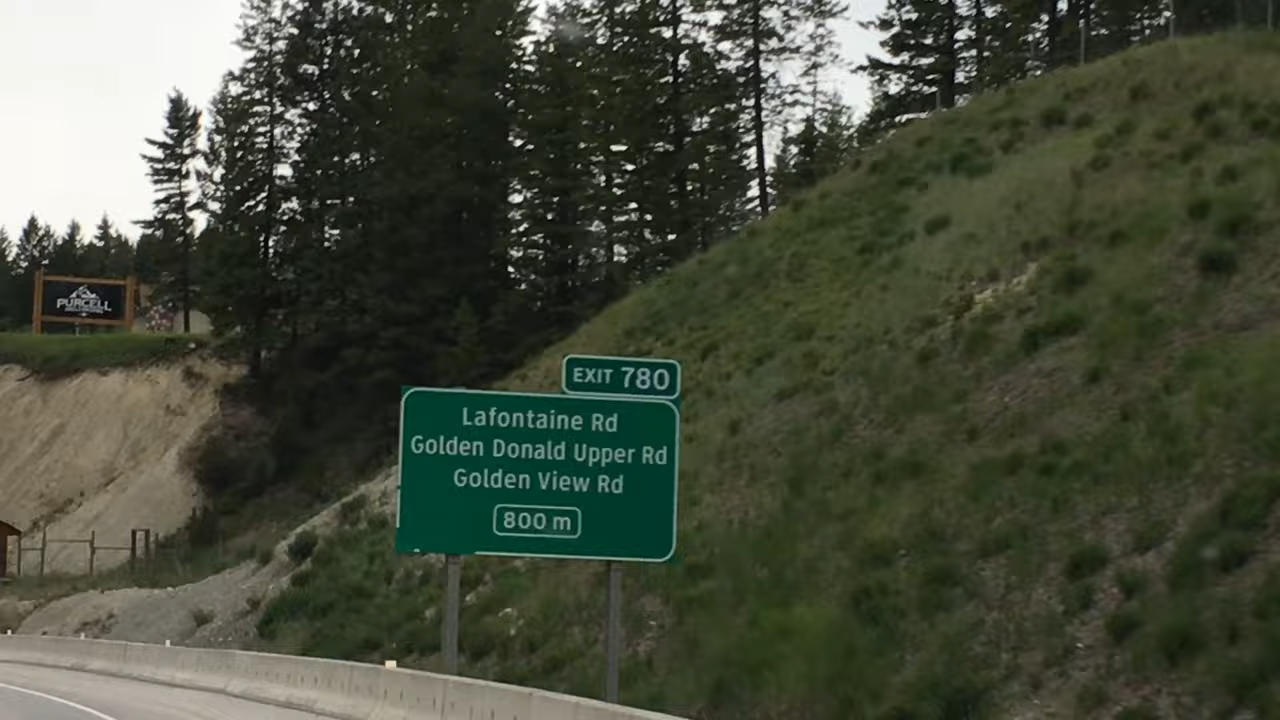 PURCELL
EXIT 780
Lafontaine Rd
Golden Donald Upper Rd
Golden View Rd
800 m